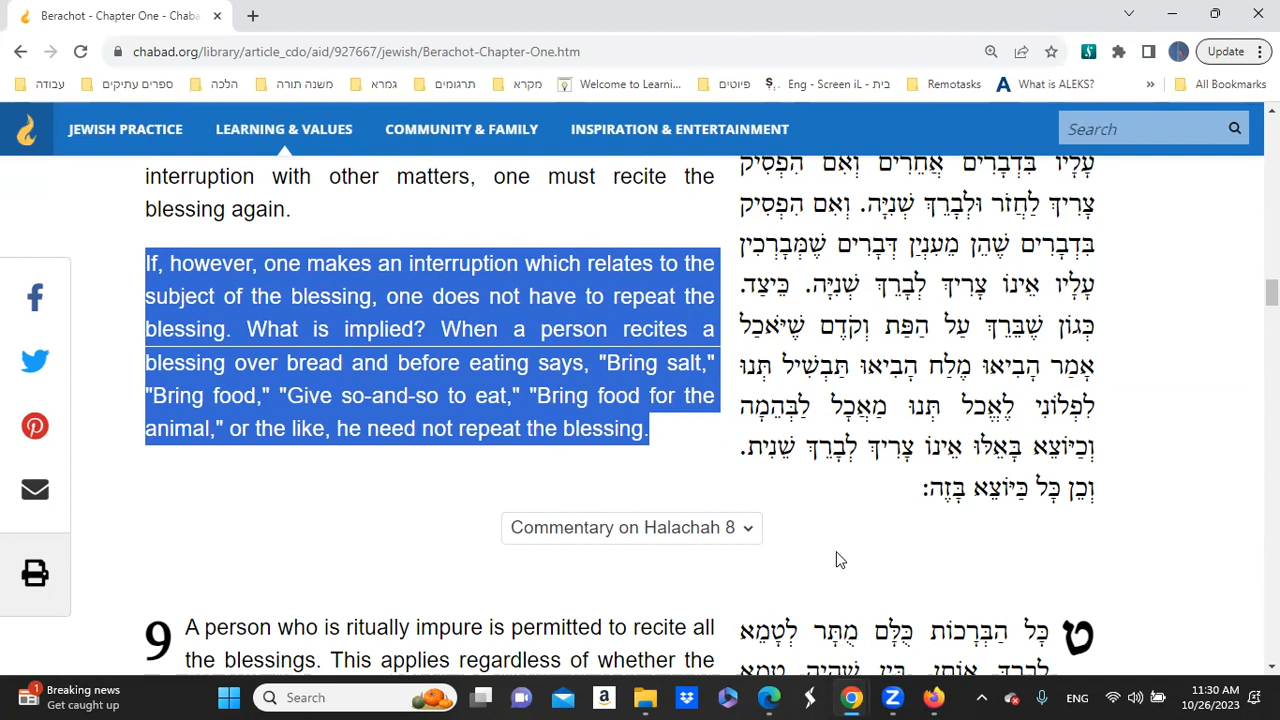 Berachot - Chapter One - Chaba
chabad.org/library/article_cdo/aid/927667/jewish/Berachot-Chapter-One.htm
Update
עבודה
ספרים עתיקים
הלכה
משנה תורה
גמרא
תרגומים
מקרא
Welcome to Learni...
פיוטים
Eng - Screen iL - בית
Remotasks
What is ALEKS?
»
All Bookmarks
JEWISH PRACTICE
LEARNING & VALUES
COMMUNITY & FAMILY
INSPIRATION & ENTERTAINMENT
Search
interruption with other matters, one must recite the
blessing again.
If, however, one makes an interruption which relates to the
subject of the blessing, one does not have to repeat the
blessing. What is implied? When a person recites a
blessing over bread and before eating says, "Bring salt,"
"Bring food," "Give so-and-so to eat," "Bring food for the
animal," or the like, he need not repeat the blessing.
עָלָיו בִּדְבָרִים אֲחֵרִים וְאִם הִפְסִיק
צָרִיךְ לַחֲזֹר וּלְבָרֵךְ שְׁנִיָּה. וְאִם הִפְסִיק
בִּדְבָרִים שֶׁהֵן מֵעִנְיַן דְּבָרִים שֶׁמְּבָרְכִין
עָלָיו אֵינוֹ צָרִיךְ לְבָרֵךְ שְׁנִיָּה. כֵּיצַד.
כְּגוֹן שֶׁבֵּרֵךְ עַל הַפַּת וְקֹדֶם שֶׁיֹּאכַל
אָמַר הָבִיאוּ מֶלַח הָבִיאוּ תַּבְשִׁיל תְּנוּ
לִפְלוֹנִי לֶאֱכל תְּנוּ מַאֲכָל לַבְּהֵמָה
וְכַיּוֹצֵא בָּאֵלּוּ אֵינוֹ צָרִיךְ לְבָרֵךְ שֵׁנִית.
וְכֵן כָּל כַּיּוֹצֵא בָּזֶה:
Commentary on Halachah 8
9 A person who is ritually impure is permitted to recite all
the blessings. This applies regardless of whether the
ט כָּל הַבְּרָכוֹת כֻּלָּם מֻתָּר לְטָמֵא
לְבָרֵךְ אוֹתָן. בֵּין שֶׁהָיָה טָמֵא
1
Breaking news
Get caught up
Search
ENG
11:30 AM
10/26/2023